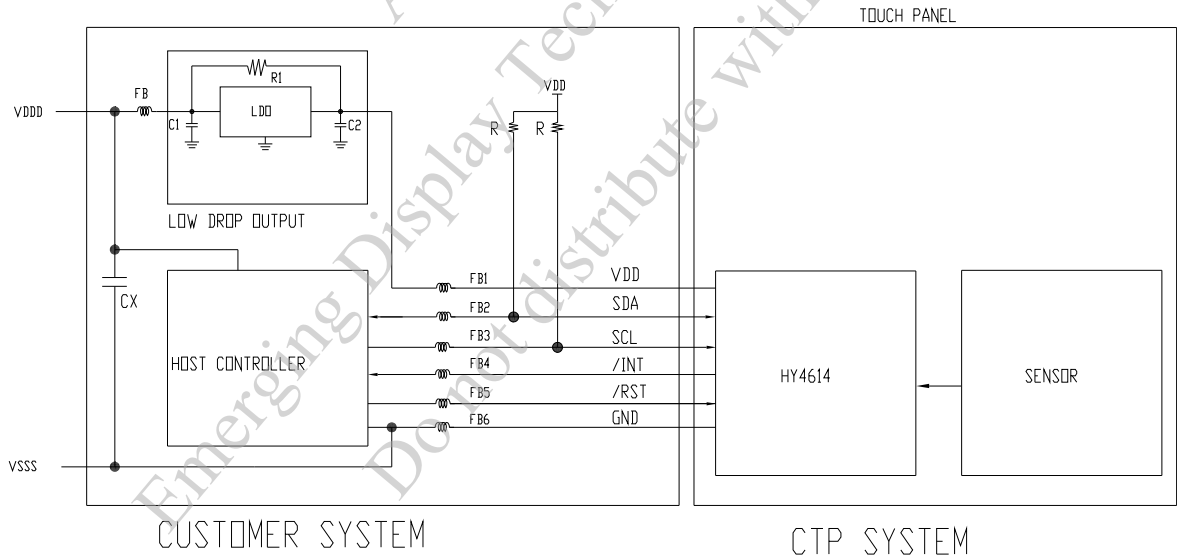 TOUCH PANEL
R1
FB
VDD
VDDD
LDO
C1
C2
R
R
LOW DROP OUTPUT
FB1
VDD
CX
FB2
SDA
FB3
SCL
HOST CONTROLLER
FB4
/INT
HY4614
SENSOR
FB5
/RST
FB6
GND
VSSS
CUSTOMER SYSTEM
CTP SYSTEM
Emerging Display Tech
Do not distribute with